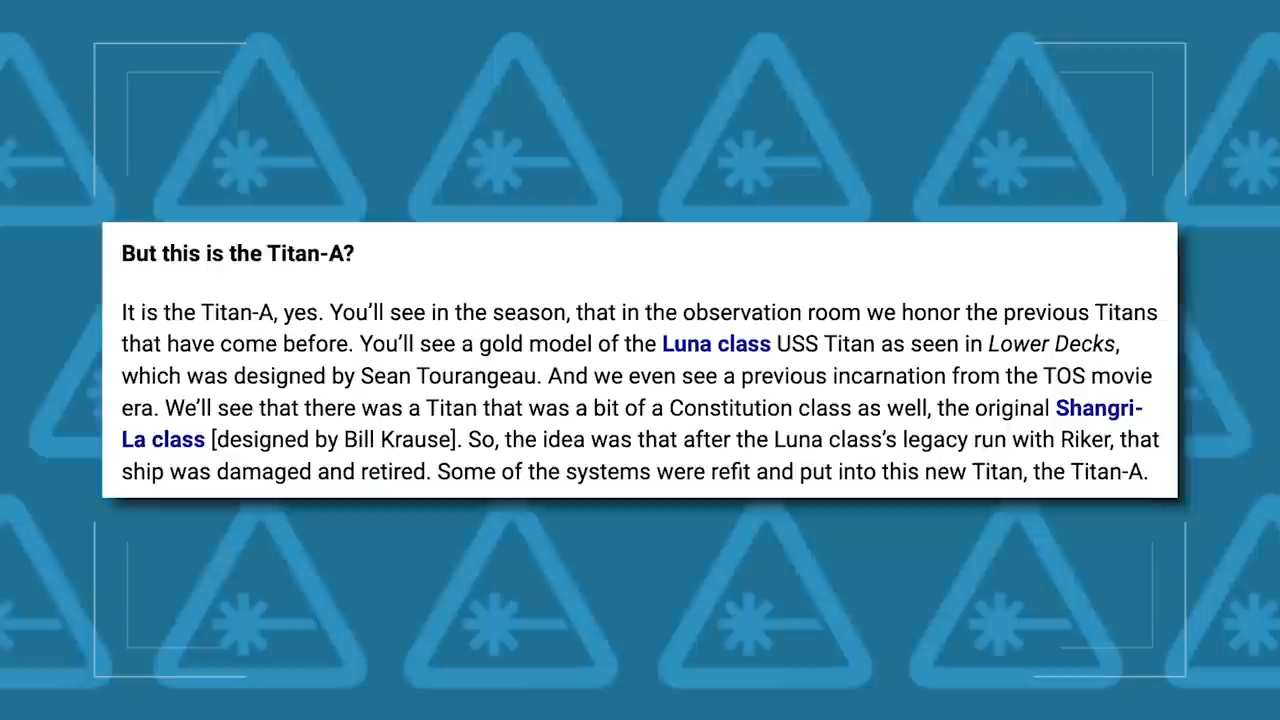 But this is the Titan-A?
It is the Titan-A, yes. You’ll see in the season, that in the observation room we honor the previous Titans
that have come before. You’ll see a gold model of the Luna class USS Titan as seen in Lower Decks,
which was designed by Sean Tourangeau. And we even see a previous incarnation from the TOS movie
era. We’ll see that there was a Titan that was a bit of a Constitution class as well, the original Shangri-
La class [designed by Bill Krause]. So, the idea was that after the Luna class’s legacy run with Riker, that
ship was damaged and retired. Some of the systems were refit and put into this new Titan, the Titan-A.